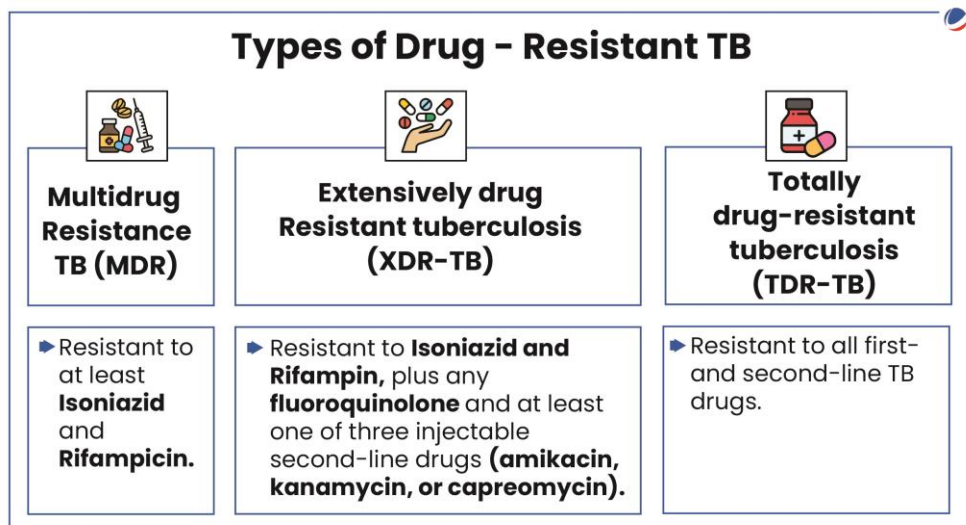 Types of Drug - Resistant TB
Multidrug
Resistance
TB (MDR)
Extensively drug
Resistant tuberculosis
(XDR-TB)
Totally
drug-resistant
tuberculosis
(TDR-TB)
Resistant to
at least
Isoniazid
and
Rifampicin.
Resistant to Isoniazid and
Rifampin, plus any
fluoroquinolone and at least
one of three injectable
second-line drugs (amikacin,
kanamycin, or capreomycin).
Resistant to all first-
and second-line TB
drugs.